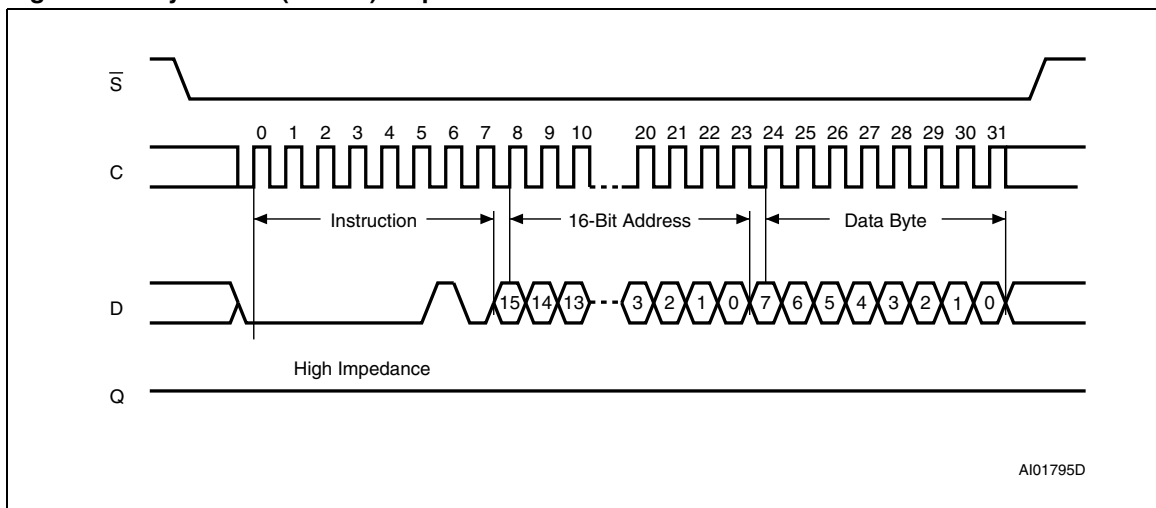 S
0 1 2 3 4 5 6 7 8 9 10 20 21 22 23 24 25 26 27 28 29 30 31
C
Instruction 16-Bit Address Data Byte
D
15 14 13 3 2 1 0 7 6 5 4 3 2 1 0
High Impedance
Q
AI01795D